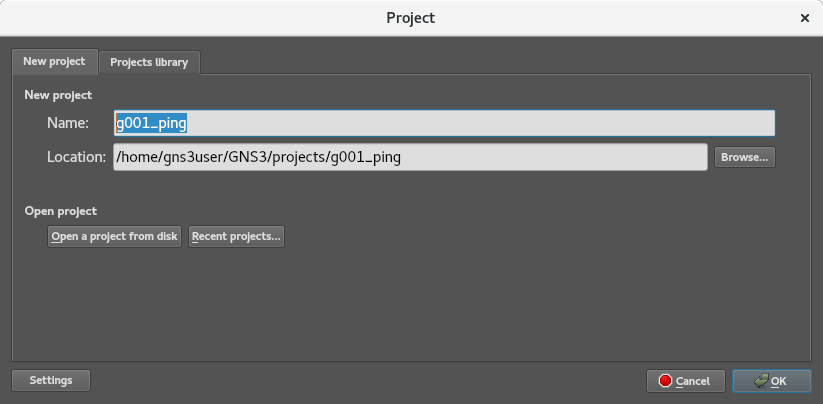 Project
New project Projects library
New project
Name: g001_ping
Location: /home/gns3user/GNS3/projects/g001_ping Browse...
Open project
Open a project from disk Recent projects...
Settings Cancel OK